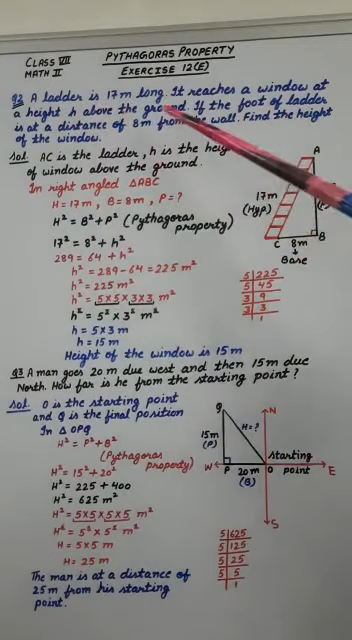 CLASS VII
MATH II
PYTHAGORAS PROPERTY
EXERCISE 12(E)
Q2 A ladder is 17m long. It reaches a window at
a height h above the ground. If the foot of ladder
is at a distance of 8m from the wall. Find the height
of the window.
Sol. AC is the ladder, h is the
of window above the ground.
In right angled ΔABC
H = 17m, B = 8m, P = ?
H² = B² + P² (Pythagoras
property)
17² = 8² + h²
289 = 64 + h²
h² = 289 - 64 = 225 m²
h² = 225 m²
h² = 5×5 × 3×3 m²
h² = 5² × 3² m²
h = 5 × 3 m
h = 15 m
Height of the window is 15 m
A
17m
(Hyp)
C 8m B
Base
5 225
5 45
3 9
3 3
1
Q3 A man goes 20 m due west and then 15m due
North. How far is he from the starting point?
Sol. O is the starting point
and Q is the final position
In Δ OPQ
H² = P² + B²
(Pythagoras
property)
H² = 15² + 20²
H² = 225 + 400
H² = 625 m²
H² = 5×5 × 5×5 m²
H² = 5² × 5² m²
H = 5 × 5 m
H = 25 m
The man is at a distance of
25 m from his starting
point.
Q N
15m
(P)
H = ?
starting
point
W P 20m O E
(B)
S
5 625
5 125
5 25
5 5
1